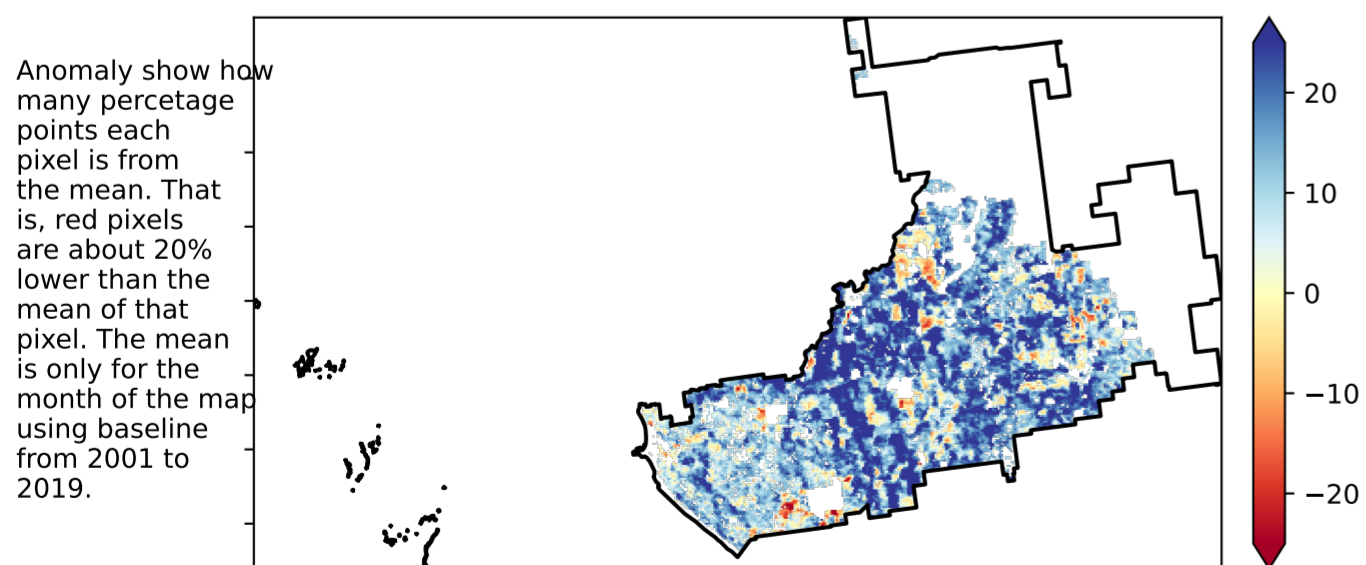 Anomaly show how
many percetage
points each
pixel is from
the mean. That
is, red pixels
are about 20%
lower than the
mean of that
pixel. The mean
is only for the
month of the map
using baseline
from 2001 to
2019.
20
10
0
−10
−20